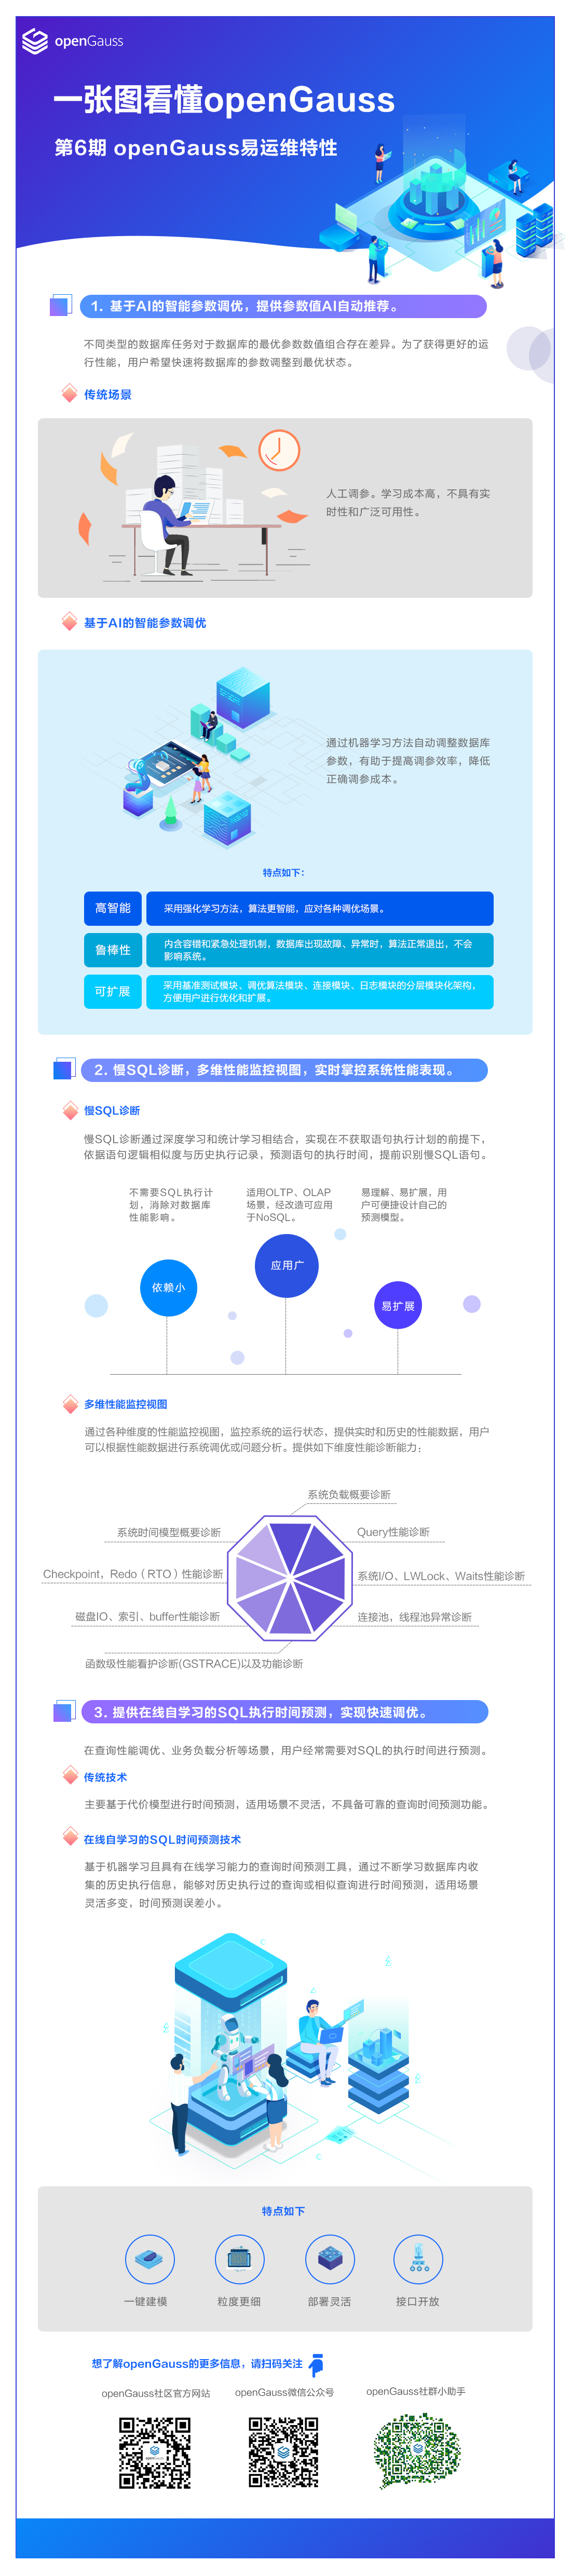 openGauss
一张图看懂openGauss
第6期 openGauss易运维特性
1. 基于AI的智能参数调优，提供参数值AI自动推荐。
不同类型的数据库任务对于数据库的最优参数数值组合存在差异。为了获得更好的运
行性能，用户希望快速将数据库的参数调整到最优状态。
传统场景
人工调参。学习成本高，不具有实
时性和广泛可用性。
基于AI的智能参数调优
通过机器学习方法自动调整数据库
参数，有助于提高调参效率，降低
正确调参成本。
特点如下：
高智能
采用强化学习方法，算法更智能，应对各种调优场景。
鲁棒性
内含容错和紧急处理机制，数据库出现故障、异常时，算法正常退出，不会
影响系统。
可扩展
采用基准测试模块、调优算法模块、连接模块、日志模块的分层模块化架构，
方便用户进行优化和扩展。
2. 慢SQL诊断，多维性能监控视图，实时掌控系统性能表现。
慢SQL诊断
慢SQL诊断通过深度学习和统计学习相结合，实现在不获取语句执行计划的前提下，
依据语句逻辑相似度与历史执行记录，预测语句的执行时间，提前识别慢SQL语句。
不需要SQL执行计
划，消除对数据库
性能影响。
适用OLTP、OLAP
场景，经改造可应用
于NoSQL。
易理解、易扩展，用
户可便捷设计自己的
预测模型。
依赖小
应用广
易扩展
多维性能监控视图
通过各种维度的性能监控视图，监控系统的运行状态，提供实时和历史的性能数据，用户
可以根据性能数据进行系统调优或问题分析。提供如下维度性能诊断能力：
系统负载概要诊断
系统时间模型概要诊断
Query性能诊断
Checkpoint，Redo（RTO）性能诊断
系统I/O、LWLock、Waits性能诊断
磁盘IO、索引、buffer性能诊断
连接池，线程池异常诊断
函数级性能看护诊断(GSTRACE)以及功能诊断
3. 提供在线自学习的SQL执行时间预测，实现快速调优。
在查询性能调优、业务负载分析等场景，用户经常需要对SQL的执行时间进行预测。
传统技术
主要基于代价模型进行时间预测，适用场景不灵活，不具备可靠的查询时间预测功能。
在线自学习的SQL时间预测技术
基于机器学习且具有在线学习能力的查询时间预测工具，通过不断学习数据库内收
集的历史执行信息，能够对历史执行过的查询或相似查询进行时间预测，适用场景
灵活多变，时间预测误差小。
特点如下
一键建模
粒度更细
部署灵活
接口开放
想了解openGauss的更多信息，请扫码关注
openGauss社区官方网站
openGauss微信公众号
openGauss社群小助手